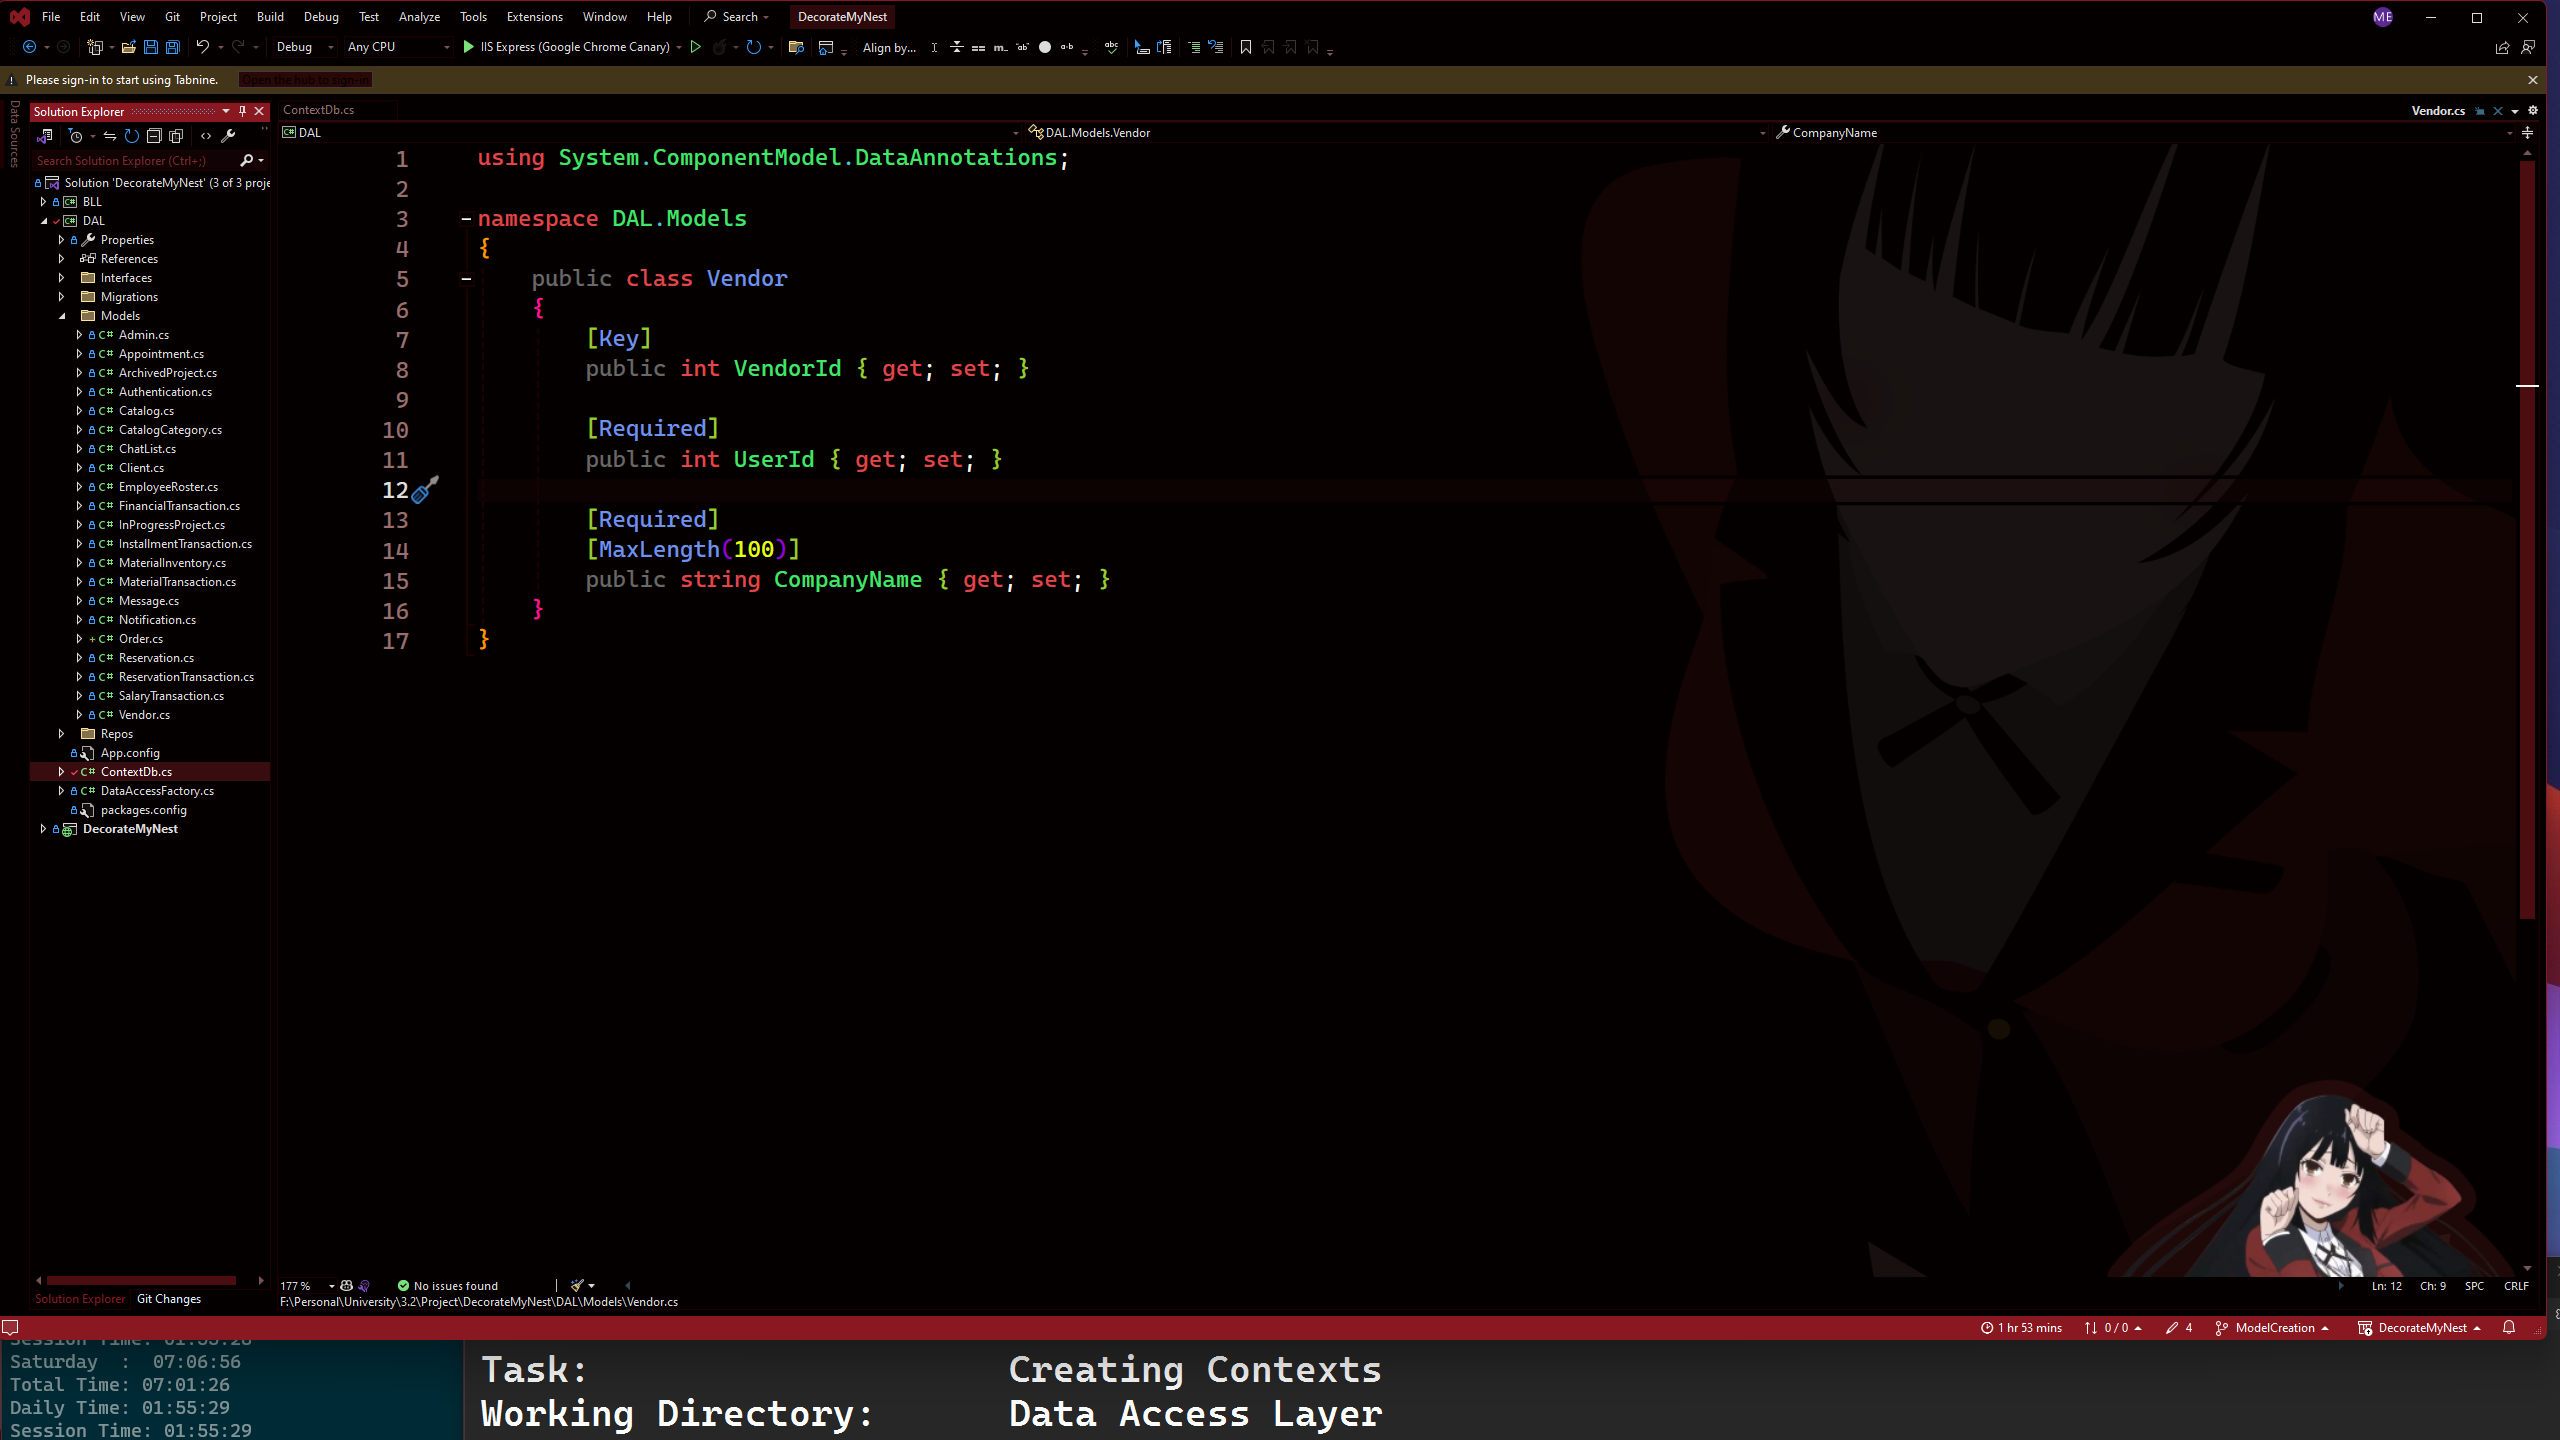 File Edit View Git Project Build Debug Test Analyze Tools Extensions Window Help Search DecorateMyNest ME
Debug Any CPU IIS Express (Google Chrome Canary) Align by...
Please sign-in to start using Tabnine. Open the hub to sign-in
Data Sources
Solution Explorer
ContextDb.cs
Vendor.cs
DAL
DAL.Models.Vendor
CompanyName
Search Solution Explorer (Ctrl+;)
Solution 'DecorateMyNest' (3 of 3 proje
BLL
DAL
Properties
References
Interfaces
Migrations
Models
Admin.cs
Appointment.cs
ArchivedProject.cs
Authentication.cs
Catalog.cs
CatalogCategory.cs
ChatList.cs
Client.cs
EmployeeRoster.cs
FinancialTransaction.cs
InProgressProject.cs
InstallmentTransaction.cs
MaterialInventory.cs
MaterialTransaction.cs
Message.cs
Notification.cs
Order.cs
Reservation.cs
ReservationTransaction.cs
SalaryTransaction.cs
Vendor.cs
Repos
App.config
ContextDb.cs
DataAccessFactory.cs
packages.config
DecorateMyNest
Solution Explorer Git Changes
1 using System.ComponentModel.DataAnnotations;
2
3 namespace DAL.Models
4 {
5 public class Vendor
6 {
7 [Key]
8 public int VendorId { get; set; }
9
10 [Required]
11 public int UserId { get; set; }
12
13 [Required]
14 [MaxLength(100)]
15 public string CompanyName { get; set; }
16 }
17 }
177 % No issues found Ln: 12 Ch: 9 SPC CRLF
F:\Personal\University\3.2\Project\DecorateMyNest\DAL\Models\Vendor.cs
1 hr 53 mins 0 / 0 4 ModelCreation DecorateMyNest
Session Time: 01:55:28
Saturday : 07:06:56
Total Time: 07:01:26
Daily Time: 01:55:29
Session Time: 01:55:29
Task: Creating Contexts
Working Directory: Data Access Layer